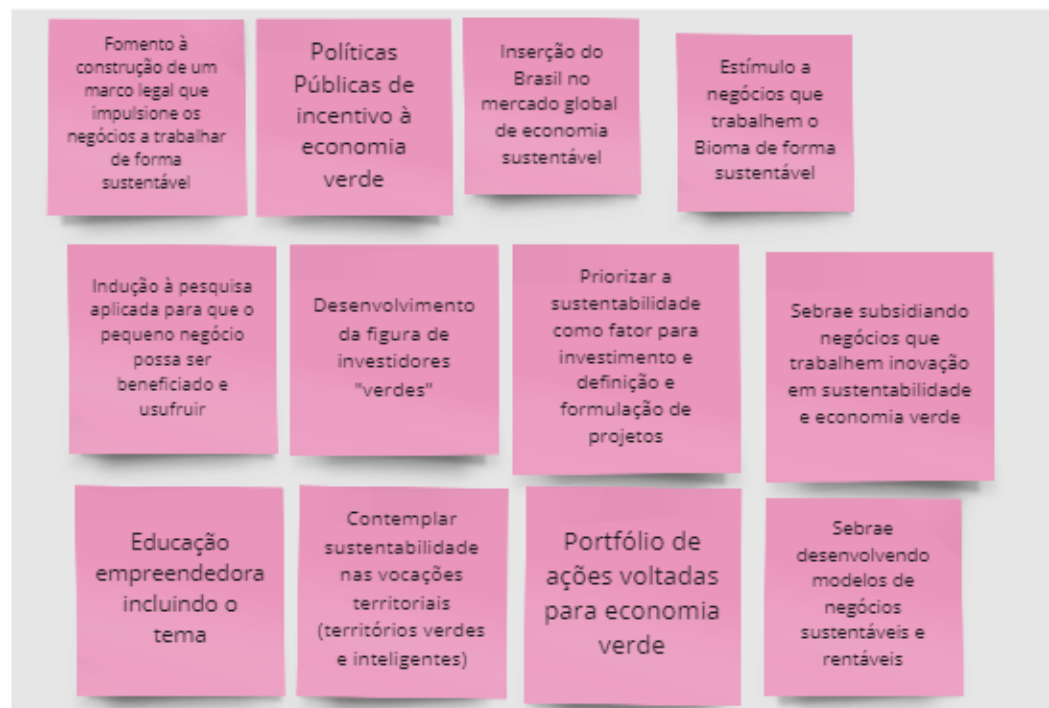 Fomento à
construção de um
marco legal que
impulsione os
negócios a trabalhar
de forma
sustentável
Políticas
Públicas de
incentivo à
economia
verde
Inserção do
Brasil no
mercado global
de economia
sustentável
Estímulo a
negócios que
trabalhem o
Bioma de forma
sustentável
Indução à pesquisa
aplicada para que o
pequeno negócio
possa ser
beneficiado e
usufruir
Desenvolvimento
da figura de
investidores
"verdes"
Priorizar a
sustentabilidade
como fator para
investimento e
definição e
formulação de
projetos
Sebrae subsidiando
negócios que
trabalhem inovação
em sustentabilidade
e economia verde
Educação
empreendedora
incluindo o
tema
Contemplar
sustentabilidade
nas vocações
territoriais
(territórios verdes
e inteligentes)
Portfólio de
ações voltadas
para economia
verde
Sebrae
desenvolvendo
modelos de
negócios
sustentáveis e
rentáveis